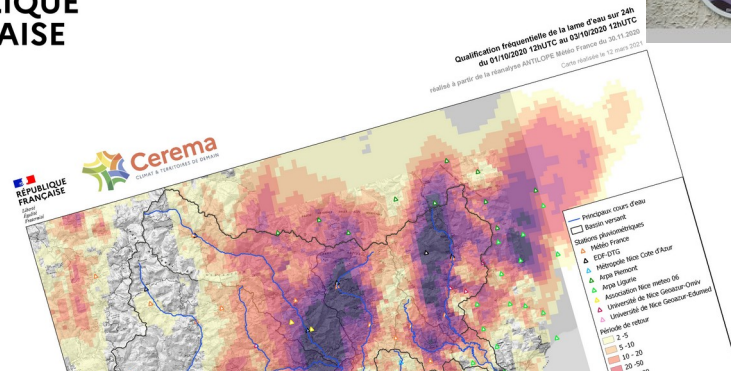 LIQUE
AISE
Qualification fréquentielle de la lame d'eau sur 24h
du 01/10/2020 12hUTC au 03/10/2020 12hUTC
réalisé à partir de la réanalyse ANTILOPE Météo France du 30.11.2020
Carte réalisée le 12 mars 2021
RÉPUBLIQUE
FRANÇAISE
Liberté
Égalité
Fraternité
Cerema
CLIMAT & TERRITOIRES DE DEMAIN
Principaux cours d'eau
Bassin versant
Stations pluviométriques
Météo France
EDF-DTG
Métropole Nice Cote d'Azur
Arpa Piemont
Arpa Ligurie
Association Nice meteo 06
Université de Nice Geoazur-Omiv
Université de Nice Geoazur-Edumed
Période de retour
2 -5
5 -10
10 - 20
20 -50